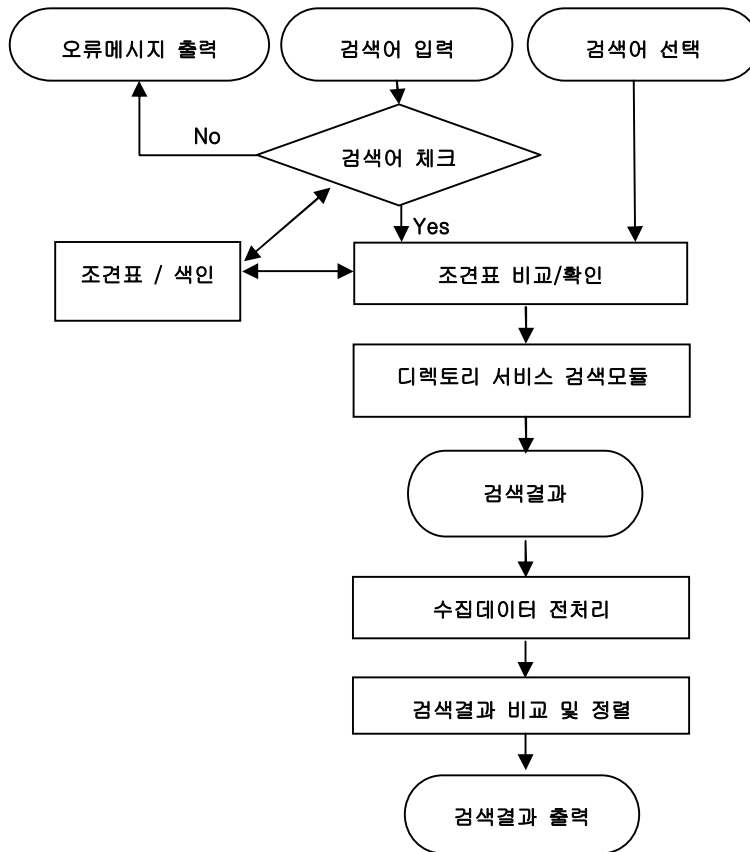 오류메시지 출력
검색어 입력
검색어 선택
No
검색어 체크
Yes
조견표 / 색인
조견표 비교/확인
디렉토리 서비스 검색모듈
검색결과
수집데이터 전처리
검색결과 비교 및 정렬
검색결과 출력